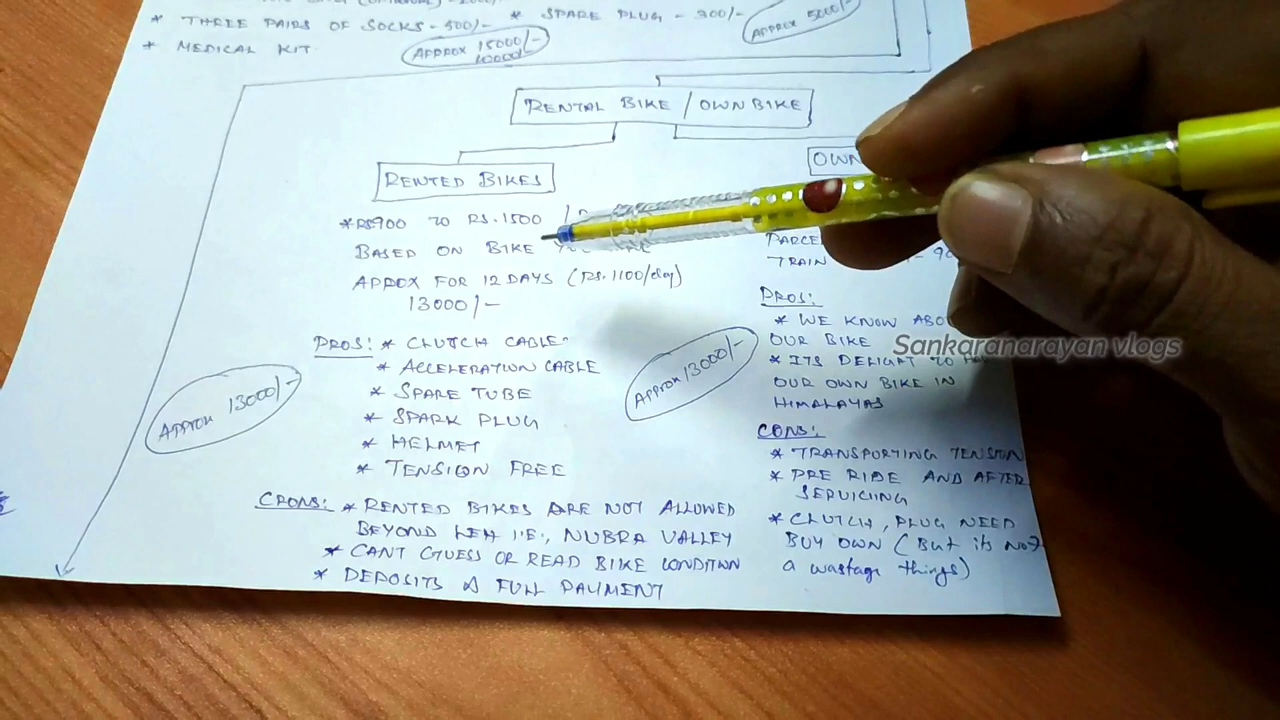 * THREE PAIRS OF SOCKS - 500/- * SPARE PLUG - 300/-
APPROX 5000/-
* MEDICAL KIT
APPROX 15000/-
10000/-
RENTAL BIKE / OWN BIKE
RENTED BIKES
*RS.900 TO RS.1500 /
BASED ON BIKE
APPOX FOR 12 DAYS (RS.1100/day)
13000/-
PROS: * CLUTCH CABLE
* ACCELERATION CABLE
* SPARE TUBE
* SPARK PLUG
* HELMET
* TENSION FREE
APPROX 13000/-
CRONS: * RENTED BIKES ARE NOT ALLOWED
BEYOND LEH I.E., NUBRA VALLEY
* CANT GUESS OR READ BIKE CONDITION
* DEPOSITS & FULL PAYMENT
OWN
TRAIN
PROS:
* WE KNOW
OUR BIKE
* ITS DELIGHT TO
OUR OWN BIKE IN
HIMALAYAS
APPROX 13000/-
CONS:
* TRANSPORTING TENSION
* PRE RIDE AND AFTER
SERVICING
* CLUTCH, PLUG NEED
BUY OWN (But its not
a wastage things)
Sankaranarayan vlogs